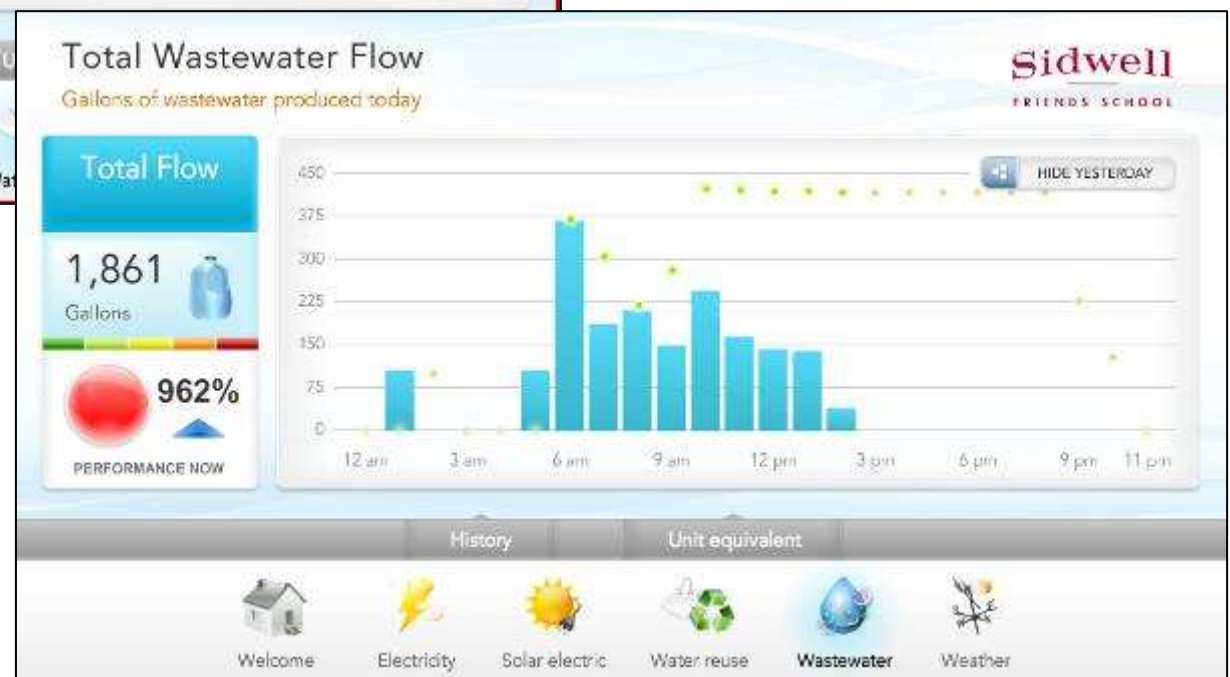 Total Wastewater Flow
Gallons of wastewater produced today
Sidwell
FRIENDS SCHOOL
Total Flow
1,861
Gallons
962%
PERFORMANCE NOW
HIDE YESTERDAY
450
375
300
225
150
75
0
12 am 3 am 6 am 9 am 12 pm 3 pm 6 pm 9 pm 11 pm
History Unit equivalent
Welcome Electricity Solar electric Water reuse Wastewater Weather